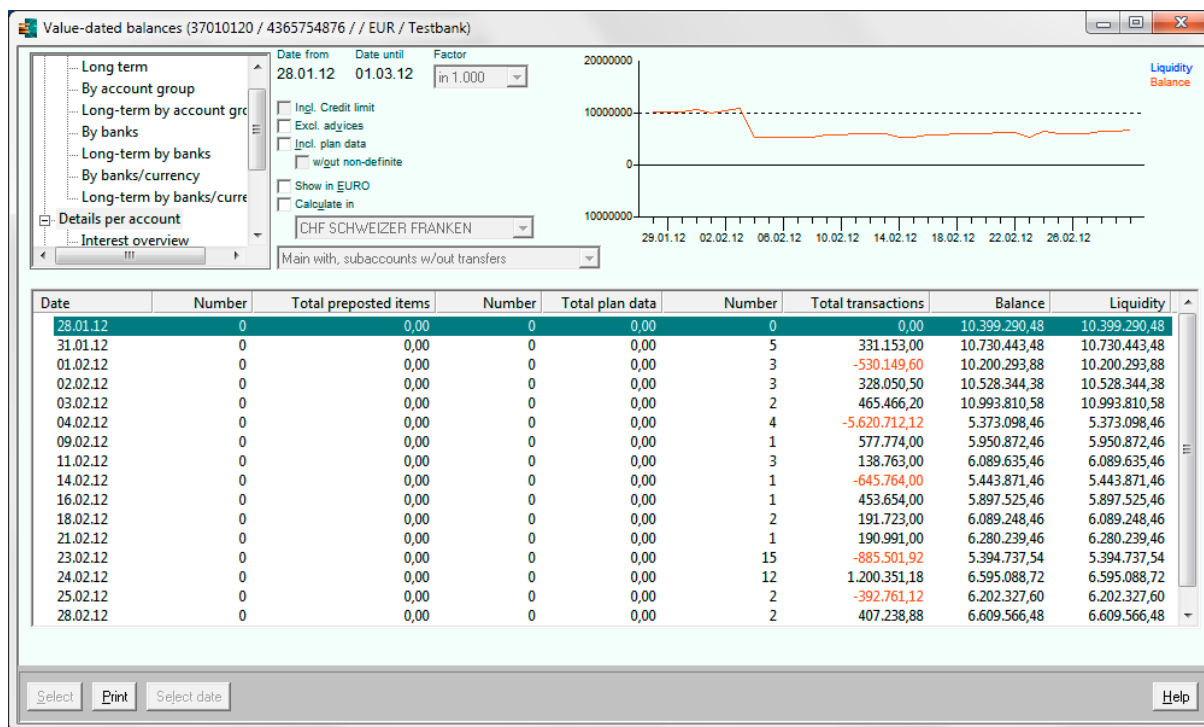 Value-dated balances (37010120 / 4365754876 / / EUR / Testbank)
Long term
By account group
Long-term by account gro
By banks
Long-term by banks
By banks/currency
Long-term by banks/curre
Details per account
Interest overview
Date from Date until Factor
28.01.12 01.03.12 in 1.000
Incl. Credit limit
Excl. advices
Incl. plan data
w/out non-definite
Show in EURO
Calculate in
CHF SCHWEIZER FRANKEN
Main with, subaccounts w/out transfers
20000000
10000000
0
10000000
29.01.12 02.02.12 06.02.12 10.02.12 14.02.12 18.02.12 22.02.12 26.02.12
Liquidity
Balance
Date Number Total preposted items Number Total plan data Number Total transactions Balance Liquidity
28.01.12 0 0,00 0 0,00 0 0,00 10.399.290,48 10.399.290,48
31.01.12 0 0,00 0 0,00 5 331.153,00 10.730.443,48 10.730.443,48
01.02.12 0 0,00 0 0,00 3 -530.149,60 10.200.293,88 10.200.293,88
02.02.12 0 0,00 0 0,00 3 328.050,50 10.528.344,38 10.528.344,38
03.02.12 0 0,00 0 0,00 2 465.466,20 10.993.810,58 10.993.810,58
04.02.12 0 0,00 0 0,00 4 -5.620.712,12 5.373.098,46 5.373.098,46
09.02.12 0 0,00 0 0,00 1 577.774,00 5.950.872,46 5.950.872,46
11.02.12 0 0,00 0 0,00 3 138.763,00 6.089.635,46 6.089.635,46
14.02.12 0 0,00 0 0,00 1 -645.764,00 5.443.871,46 5.443.871,46
16.02.12 0 0,00 0 0,00 1 453.654,00 5.897.525,46 5.897.525,46
18.02.12 0 0,00 0 0,00 2 191.723,00 6.089.248,46 6.089.248,46
21.02.12 0 0,00 0 0,00 1 190.991,00 6.280.239,46 6.280.239,46
23.02.12 0 0,00 0 0,00 15 -885.501,92 5.394.737,54 5.394.737,54
24.02.12 0 0,00 0 0,00 12 1.200.351,18 6.595.088,72 6.595.088,72
25.02.12 0 0,00 0 0,00 2 -392.761,12 6.202.327,60 6.202.327,60
28.02.12 0 0,00 0 0,00 2 407.238,88 6.609.566,48 6.609.566,48
Select Print Select date Help